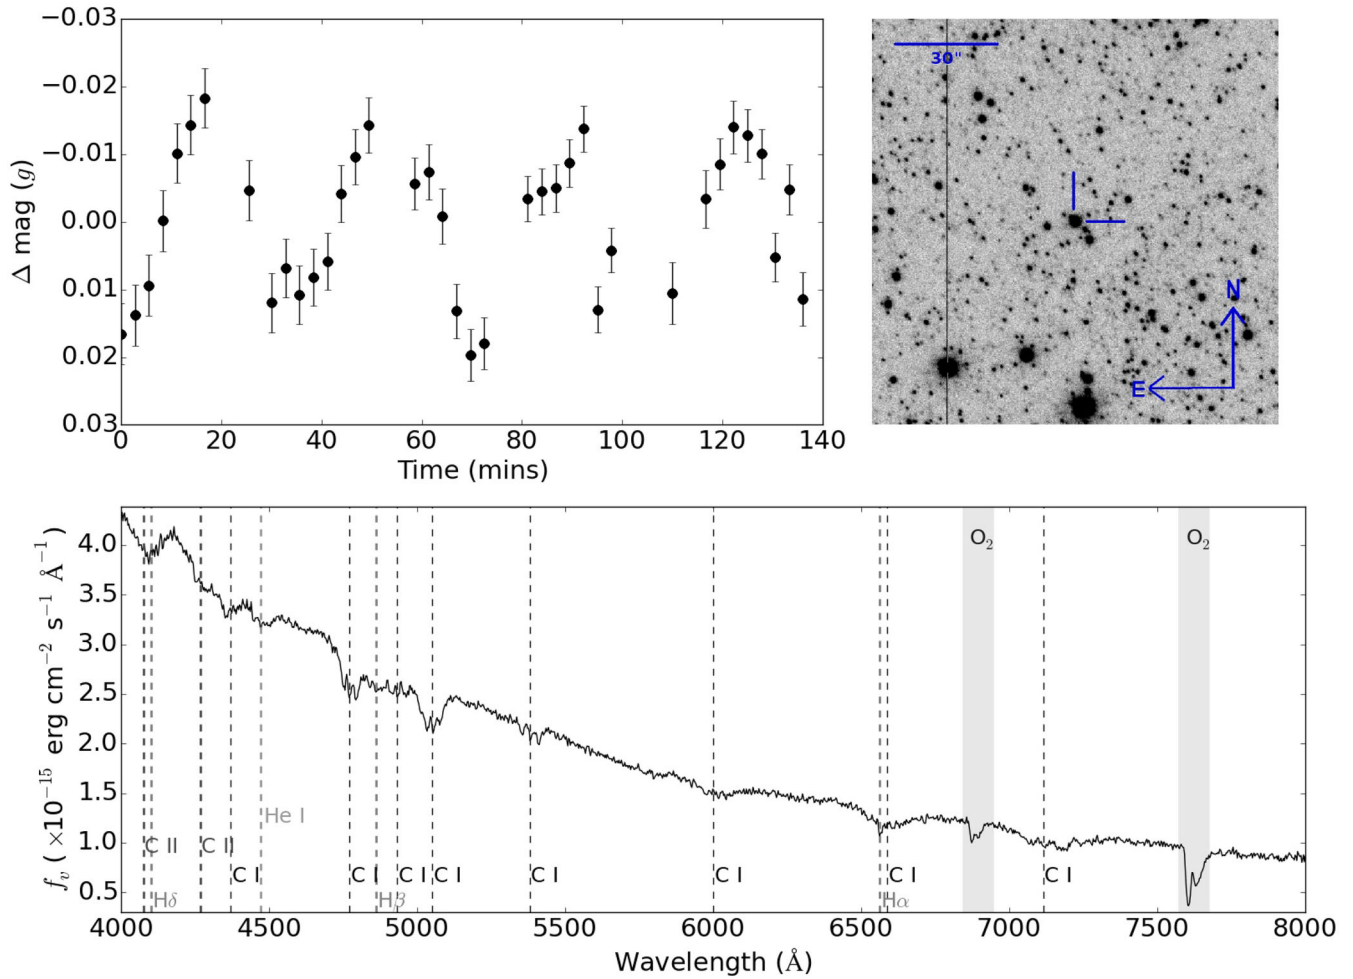 −0.03
−0.02
−0.01
0.00
0.01
0.02
0.03
Δ mag (g)
0 20 40 60 80 100 120 140
Time (mins)
30"
N
E
4.0
3.5
3.0
2.5
2.0
1.5
1.0
0.5
f_v ( ×10⁻¹⁵ erg cm⁻² s⁻¹ Å⁻¹)
O₂ O₂
He I
C II C II
C I C I C I C I C I C I C I C I
Hδ Hβ Hα
4000 4500 5000 5500 6000 6500 7000 7500 8000
Wavelength (Å)